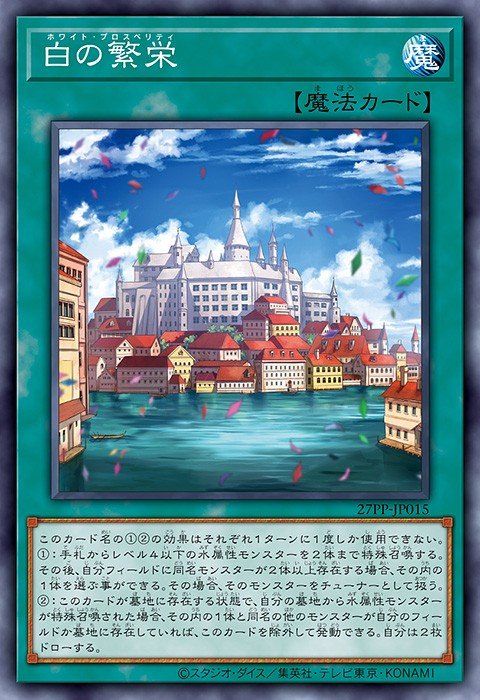 ホワイト・プロスペリティ
白の繁栄
魔
【魔法カード】
27PP-JP015
このカード名の①②の効果はそれぞれ1ターンに1度しか使用できない。
①：手札からレベル4以下の水属性モンスターを2体まで特殊召喚する。
その後、自分フィールドに同名モンスターが2体以上存在する場合、その内の
1体を選ぶ事ができる。その場合、そのモンスターをチューナーとして扱う。
②：このカードが墓地に存在する状態で、自分の墓地から水属性モンスター
が特殊召喚された場合、その内の1体と同名の他のモンスターが自分のフィー
ルドか墓地に存在していれば、このカードを除外して発動できる。自分は2枚
ドローする。
©スタジオ・ダイス／集英社・テレビ東京・KONAMI